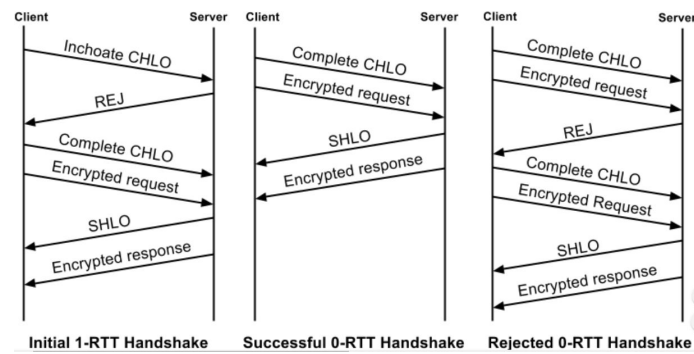 Client Server
Inchoate CHLO
REJ
Complete CHLO
Encrypted request
SHLO
Encrypted response
Initial 1-RTT Handshake
Client Server
Complete CHLO
Encrypted request
SHLO
Encrypted response
Successful 0-RTT Handshake
Client Server
Complete CHLO
Encrypted request
REJ
Complete CHLO
Encrypted Request
SHLO
Encrypted response
Rejected 0-RTT Handshake